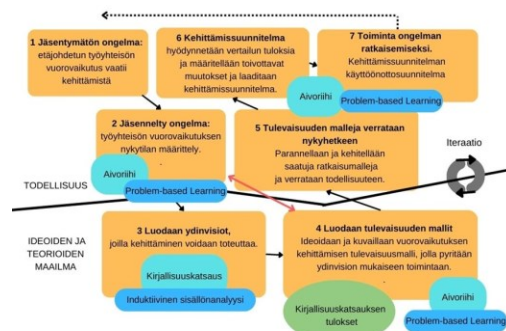 1 Jäsentymätön ongelma:
etäjohdetun työyhteisön
vuorovaikutus vaatii
kehittämistä
6 Kehittämissuunnitelma
hyödynnetään vertailun tuloksia
ja määritellään toivottavat
muutokset ja laaditaan
kehittämissuunnitelma.
7 Toiminta ongelman
ratkaisemiseksi.
Kehittämissuunnitelman
käyttöönottosuunnitelma
Aivoriihi
Problem-based Learning
2 Jäsennelty ongelma:
työyhteisön vuorovaikutuksen
nykytilan määrittely.
.
Aivoriihi
Problem-based Learning
5 Tulevaisuuden malleja verrataan
nykyhetkeen
Parannellaan ja kehitellään
saatuja ratkaisumalleja
ja verrataan todellisuuteen.
.
Iteraatio
TODELLISUUS
IDEOIDEN JA
TEORIOIDEN
MAAILMA
3 Luodaan ydinvisiot,
joilla kehittäminen voidaan toteuttaa.
Kirjallisuuskatsaus
Induktiivinen sisällönanalyysi
4 Luodaan tulevaisuuden mallit
Ideoidaan ja kuvaillaan vuorovaikutuksen
kehittämisen tulevaisuusmalli, jolla pyritään
ydinvision mukaiseen toimintaan.
Kirjallisuuskatsauksen
tulokset
Aivoriihi
Problem-based Learning